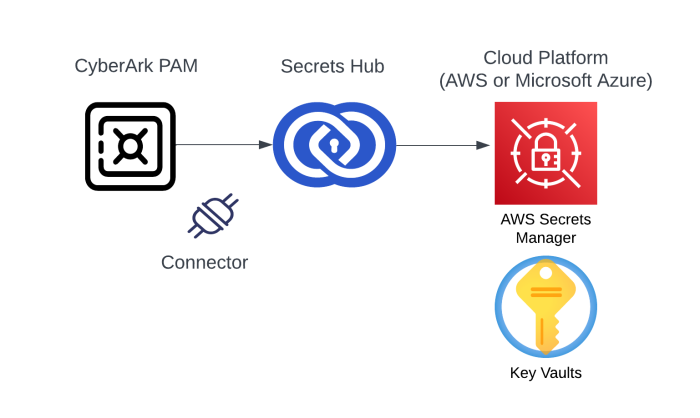 CyberArk PAM
Secrets Hub
Cloud Platform
(AWS or Microsoft Azure)
Connector
AWS Secrets
Manager
Key Vaults